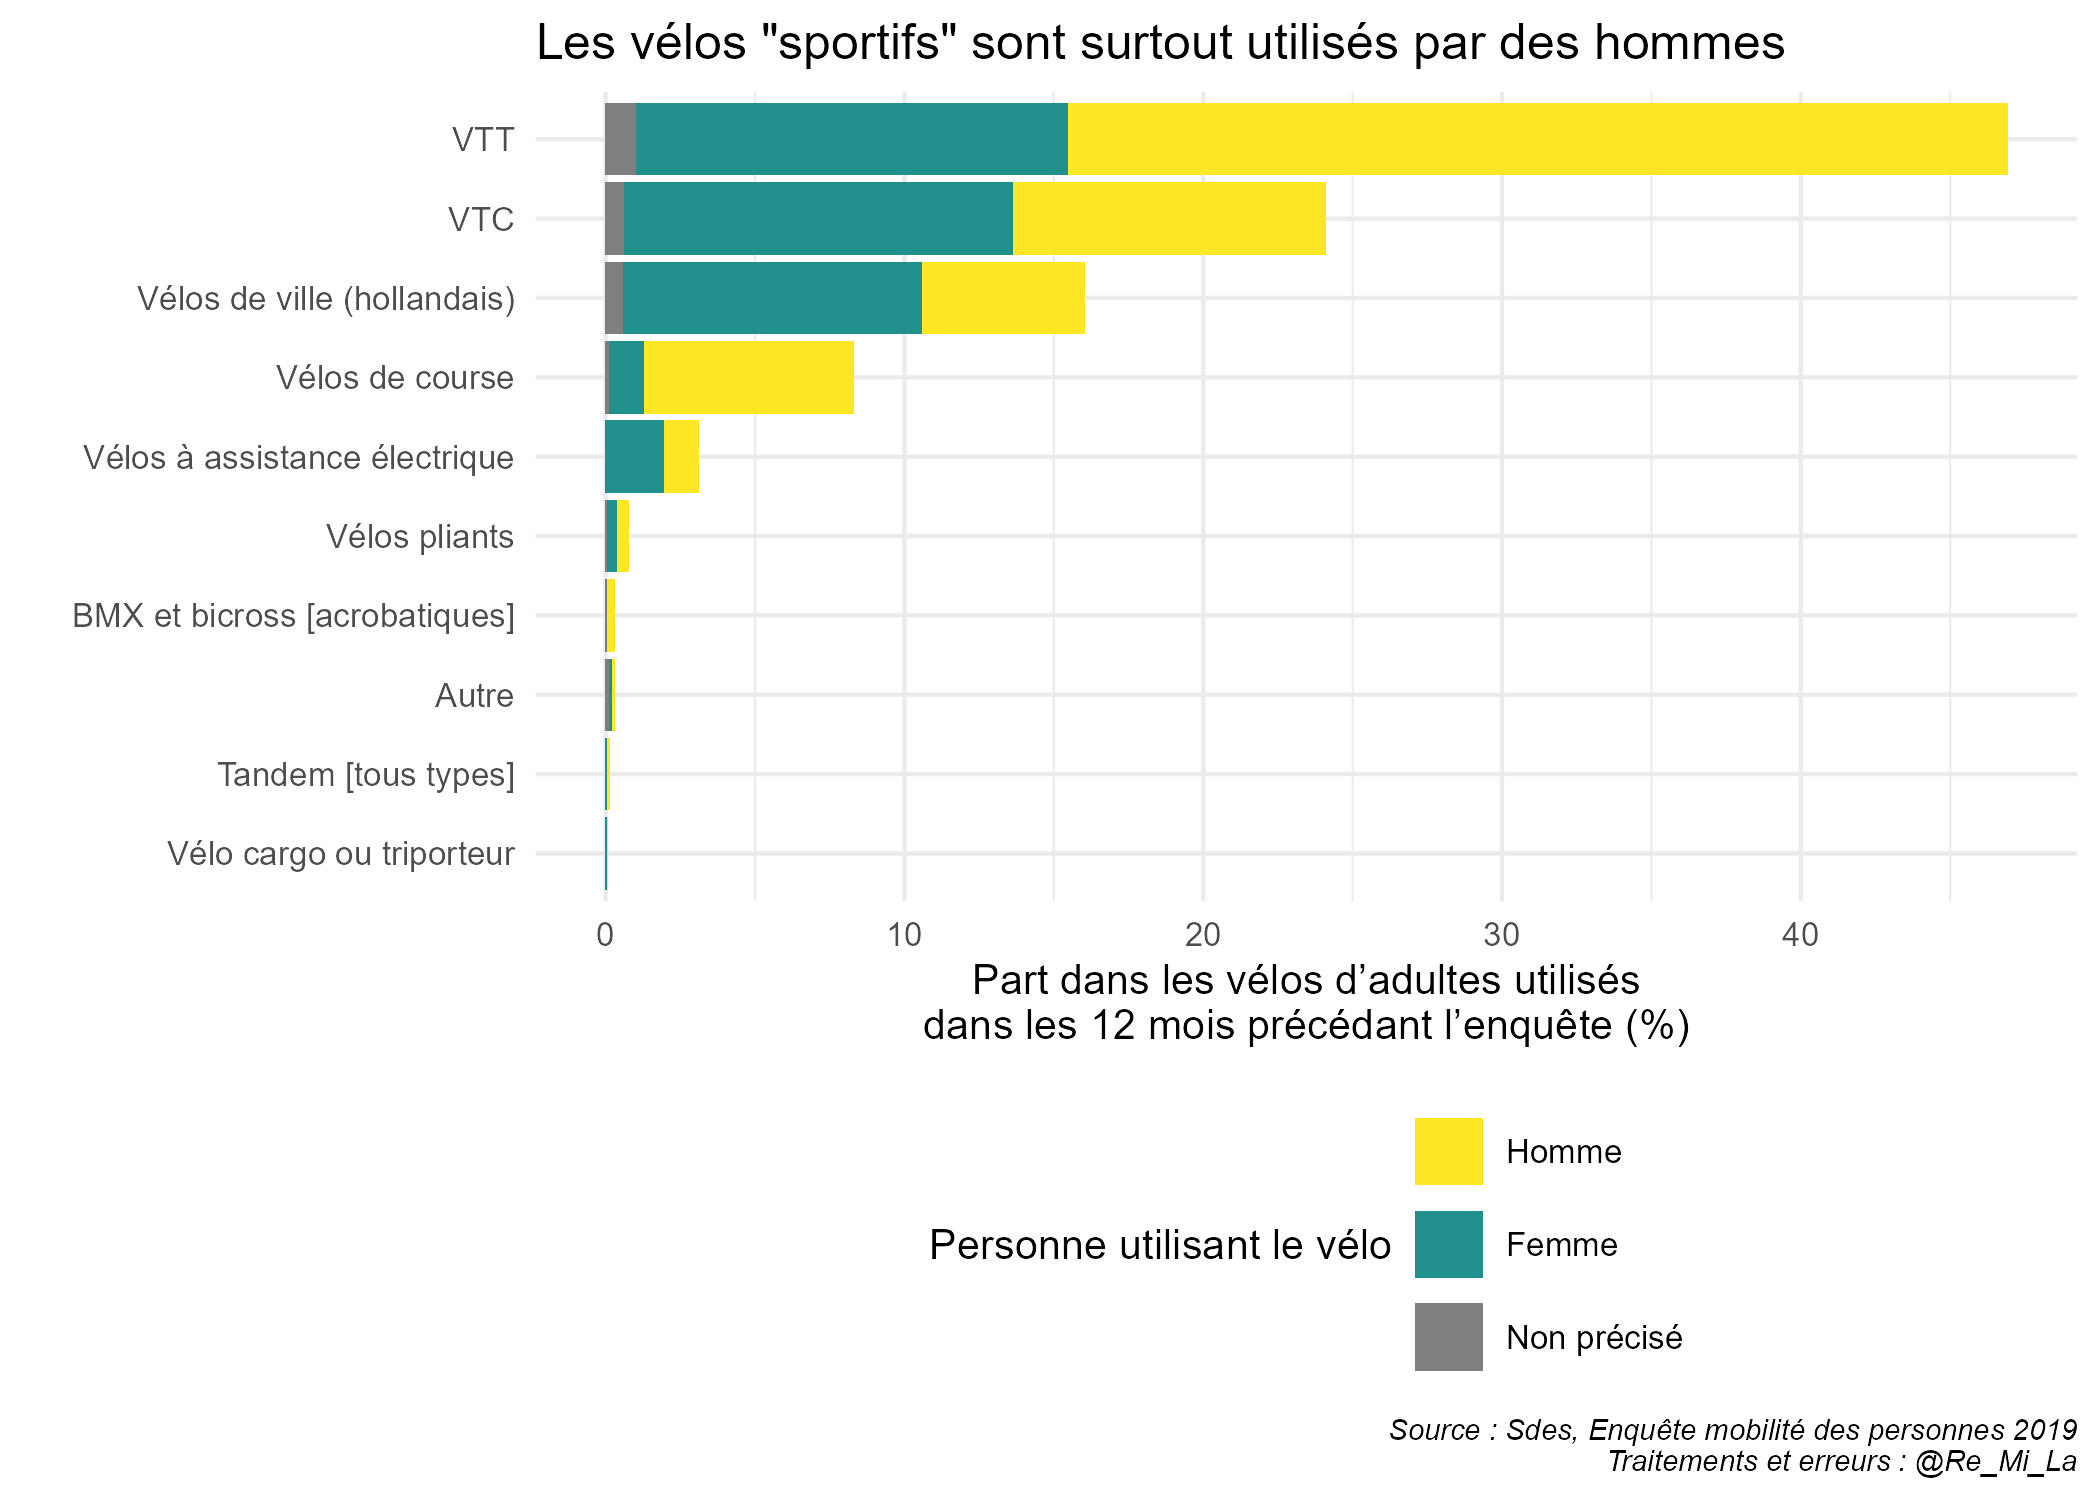 Les vélos "sportifs" sont surtout utilisés par des hommes
VTT
VTC
Vélos de ville (hollandais)
Vélos de course
Vélos à assistance électrique
Vélos pliants
BMX et bicross [acrobatiques]
Autre
Tandem [tous types]
Vélo cargo ou triporteur
0 10 20 30 40
Part dans les vélos d’adultes utilisés
dans les 12 mois précédant l’enquête (%)
Homme
Personne utilisant le vélo Femme
Non précisé
Source : Sdes, Enquête mobilité des personnes 2019
Traitements et erreurs : @Re_Mi_La